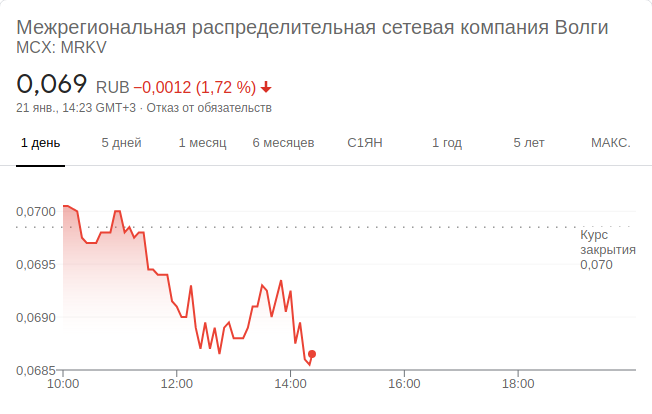 Межрегиональная распределительная сетевая компания Волги
MCX: MRKV
0,069 RUB −0,0012 (1,72 %)
21 янв., 14:23 GMT+3 · Отказ от обязательств
1 день 5 дней 1 месяц 6 месяцев С1ЯН 1 год 5 лет МАКС.
0,0700
Курс
закрытия
0,0695 0,070
0,0690
0,0685
10:00 12:00 14:00 16:00 18:00